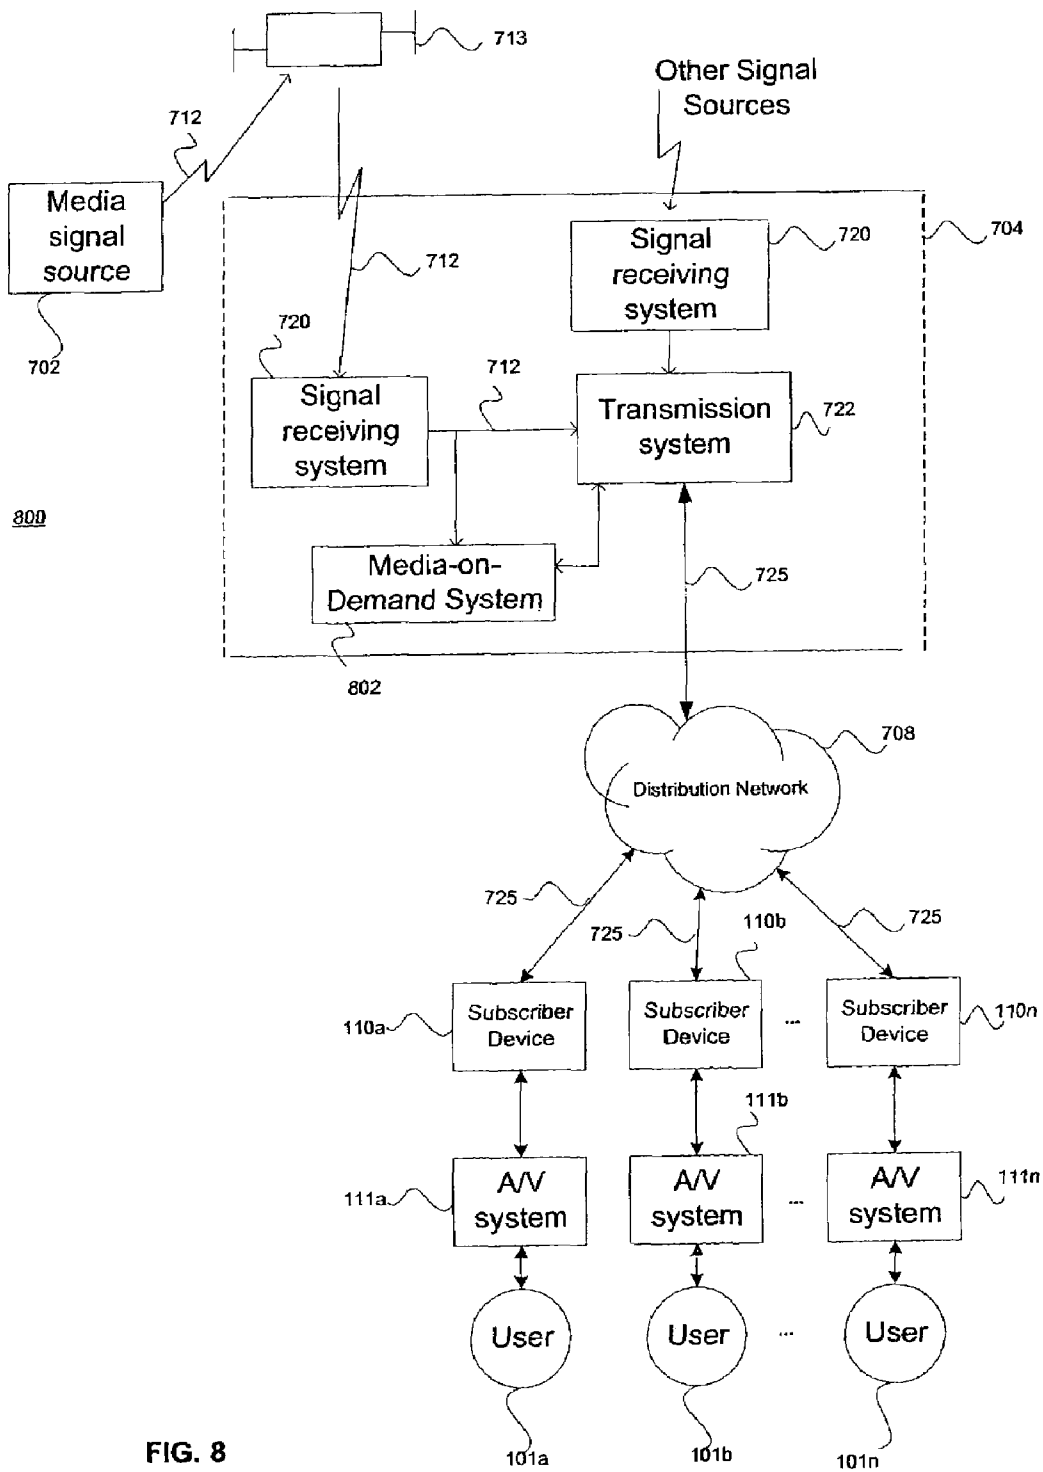 713
Other Signal
Sources
712
Media
signal
source
702
712
Signal
receiving
system
720
704
720
Signal
receiving
system
712
Transmission
system
722
800
Media-on-
Demand System
802
725
708
Distribution Network
725
725
110b
725
110a
Subscriber
Device
Subscriber
Device
...
Subscriber
Device
110n
111b
111a
A/V
system
A/V
system
...
A/V
system
111n
User
User
...
User
FIG. 8
101a
101b
101n